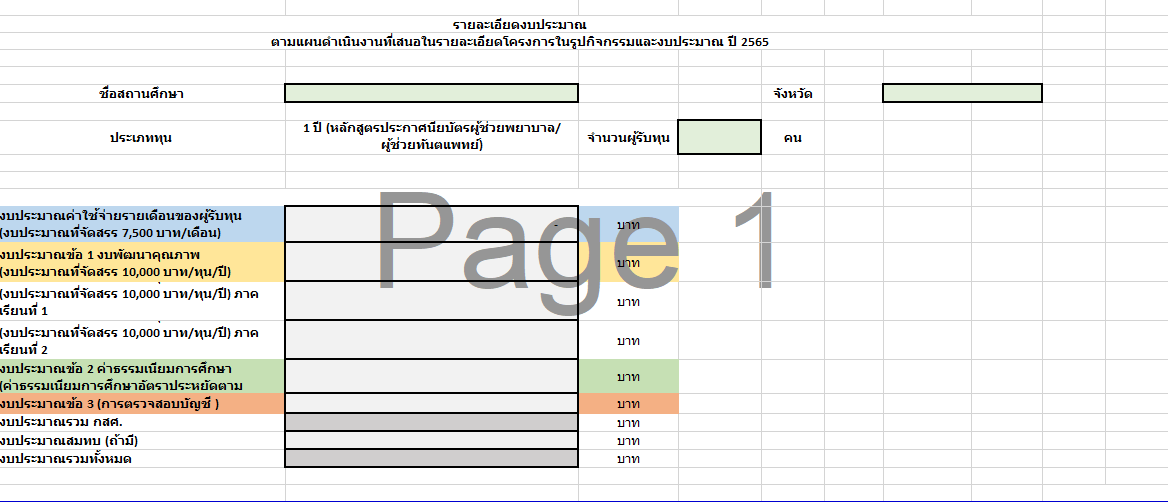 รายละเอียดงบประมาณ
ตามแผนดำเนินงานที่เสนอในรายละเอียดโครงการในรูปกิจกรรมและงบประมาณ ปี 2565
ชื่อสถานศึกษา
จังหวัด
ประเภททุน
1 ปี (หลักสูตรประกาศนียบัตรผู้ช่วยพยาบาล/
ผู้ช่วยทันตแพทย์)
จำนวนผู้รับทุน
คน
Page 1
งบประมาณค่าใช้จ่ายรายเดือนของผู้รับทุน
(งบประมาณที่จัดสรร 7,500 บาท/เดือน)
-
บาท
งบประมาณข้อ 1 งบพัฒนาคุณภาพ
(งบประมาณที่จัดสรร 10,000 บาท/ทุน/ปี)
บาท
(งบประมาณที่จัดสรร 10,000 บาท/ทุน/ปี) ภาค
เรียนที่ 1
บาท
(งบประมาณที่จัดสรร 10,000 บาท/ทุน/ปี) ภาค
เรียนที่ 2
บาท
งบประมาณข้อ 2 ค่าธรรมเนียมการศึกษา
(ค่าธรรมเนียมการศึกษาอัตราประหยัดตาม
บาท
งบประมาณข้อ 3 (การตรวจสอบบัญชี )
บาท
งบประมาณรวม กสศ.
บาท
งบประมาณสมทบ (ถ้ามี)
บาท
งบประมาณรวมทั้งหมด
บาท